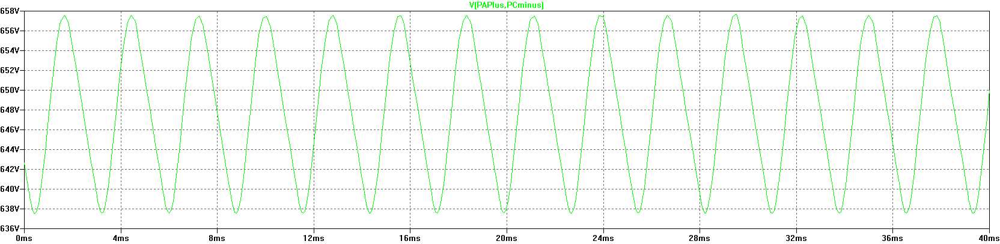 V(PAPlus,PCminus)
658V
656V
654V
652V
650V
648V
646V
644V
642V
640V
638V
636V
0ms 4ms 8ms 12ms 16ms 20ms 24ms 28ms 32ms 36ms 40ms